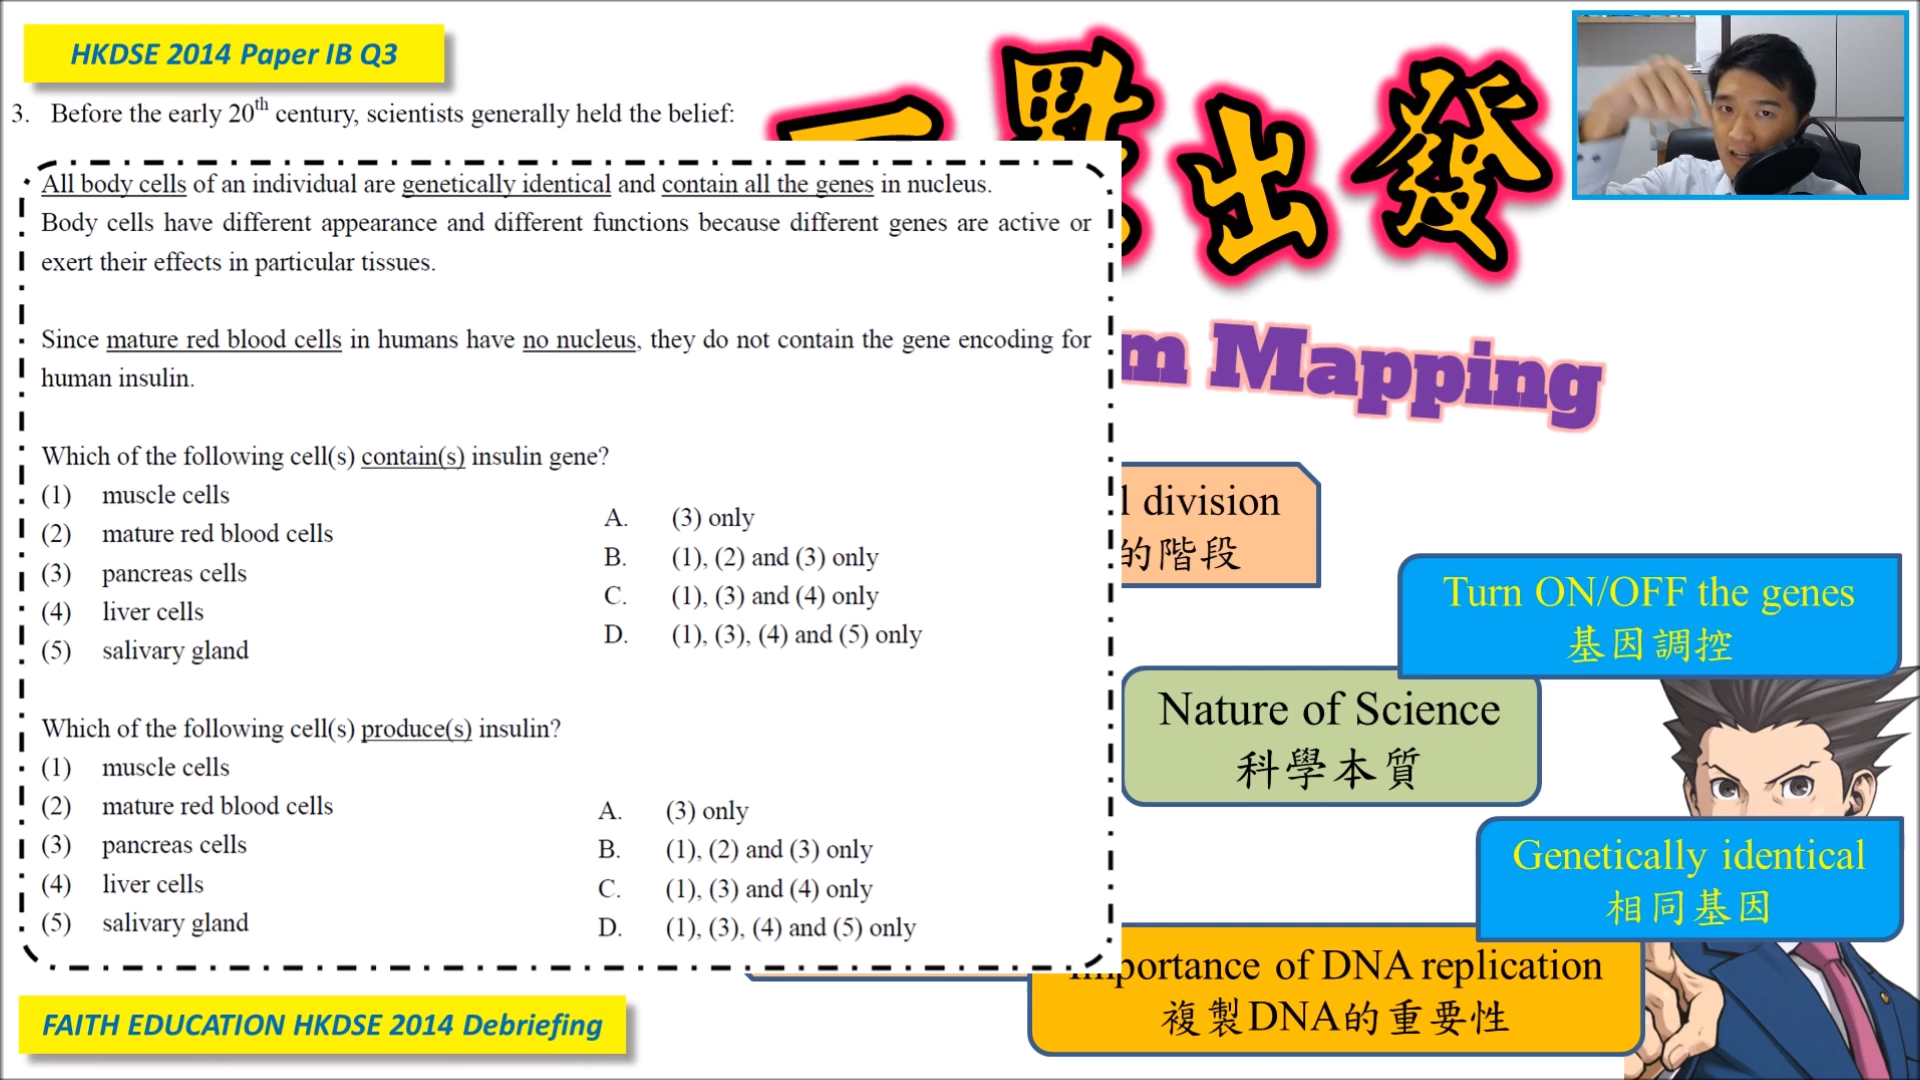 HKDSE 2014 Paper IB Q3
3. Before the early 20th century, scientists generally held the belief:
All body cells of an individual are genetically identical and contain all the genes in nucleus.
Body cells have different appearance and different functions because different genes are active or
exert their effects in particular tissues.
Since mature red blood cells in humans have no nucleus, they do not contain the gene encoding for
human insulin.
Which of the following cell(s) contain(s) insulin gene?
(1) muscle cells
(2) mature red blood cells
(3) pancreas cells
(4) liver cells
(5) salivary gland
A. (3) only
B. (1), (2) and (3) only
C. (1), (3) and (4) only
D. (1), (3), (4) and (5) only
Which of the following cell(s) produce(s) insulin?
(1) muscle cells
(2) mature red blood cells
(3) pancreas cells
(4) liver cells
(5) salivary gland
A. (3) only
B. (1), (2) and (3) only
C. (1), (3) and (4) only
D. (1), (3), (4) and (5) only
FAITH EDUCATION HKDSE 2014 Debriefing
點出發
m Mapping
l division
的階段
Turn ON/OFF the genes
基因調控
Nature of Science
科學本質
Genetically identical
相同基因
portance of DNA replication
複製DNA的重要性